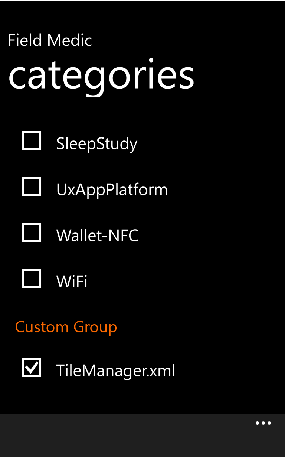 Field Medic
categories
SleepStudy
UxAppPlatform
Wallet-NFC
WiFi
Custom Group
TileManager.xml